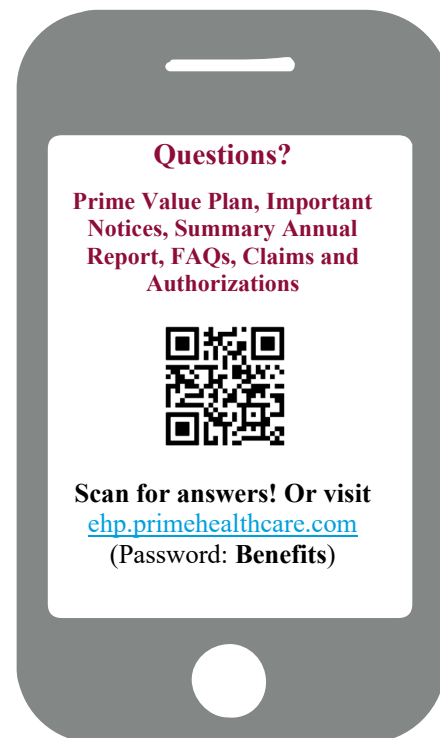 Questions?
Prime Value Plan, Important
Notices, Summary Annual
Report, FAQs, Claims and
Authorizations
Scan for answers! Or visit
ehp.primehealthcare.com
(Password: Benefits)